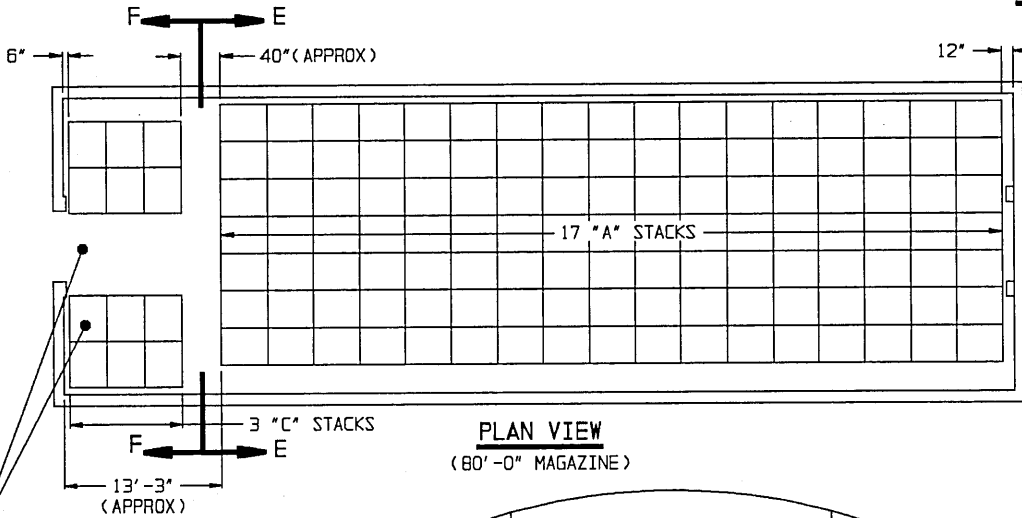 F E
6" 40"(APPROX) 12"
17 "A" STACKS
3 "C" STACKS
F E
13'-3"
(APPROX)
PLAN VIEW
(80'-0" MAGAZINE)